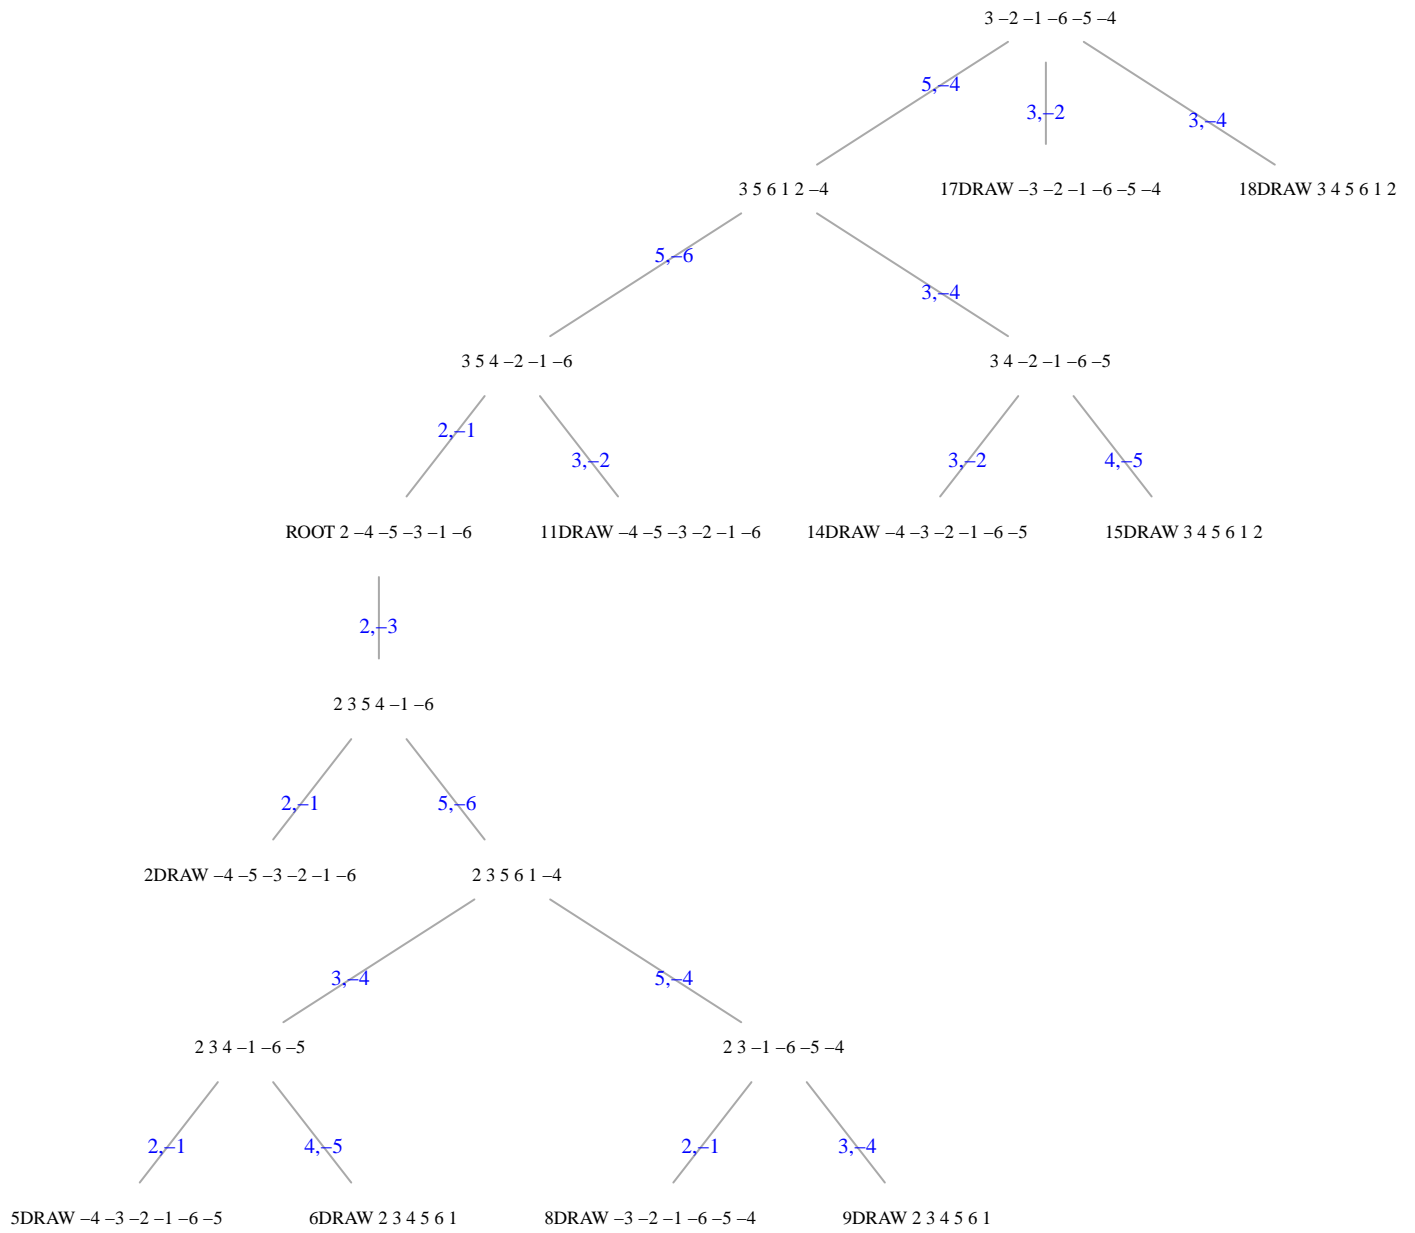 3 –2 –1 –6 –5 –4
5,–4
3,–2
3,–4
3 5 6 1 2 –4
17DRAW –3 –2 –1 –6 –5 –4
18DRAW 3 4 5 6 1 2
5,–6
3,–4
3 5 4 –2 –1 –6
3 4 –2 –1 –6 –5
2,–1
3,–2
3,–2
4,–5
ROOT 2 –4 –5 –3 –1 –6
11DRAW –4 –5 –3 –2 –1 –6
14DRAW –4 –3 –2 –1 –6 –5
15DRAW 3 4 5 6 1 2
2,–3
2 3 5 4 –1 –6
2,–1
5,–6
2DRAW –4 –5 –3 –2 –1 –6
2 3 5 6 1 –4
3,–4
5,–4
2 3 4 –1 –6 –5
2 3 –1 –6 –5 –4
2,–1
4,–5
2,–1
3,–4
5DRAW –4 –3 –2 –1 –6 –5
6DRAW 2 3 4 5 6 1
8DRAW –3 –2 –1 –6 –5 –4
9DRAW 2 3 4 5 6 1